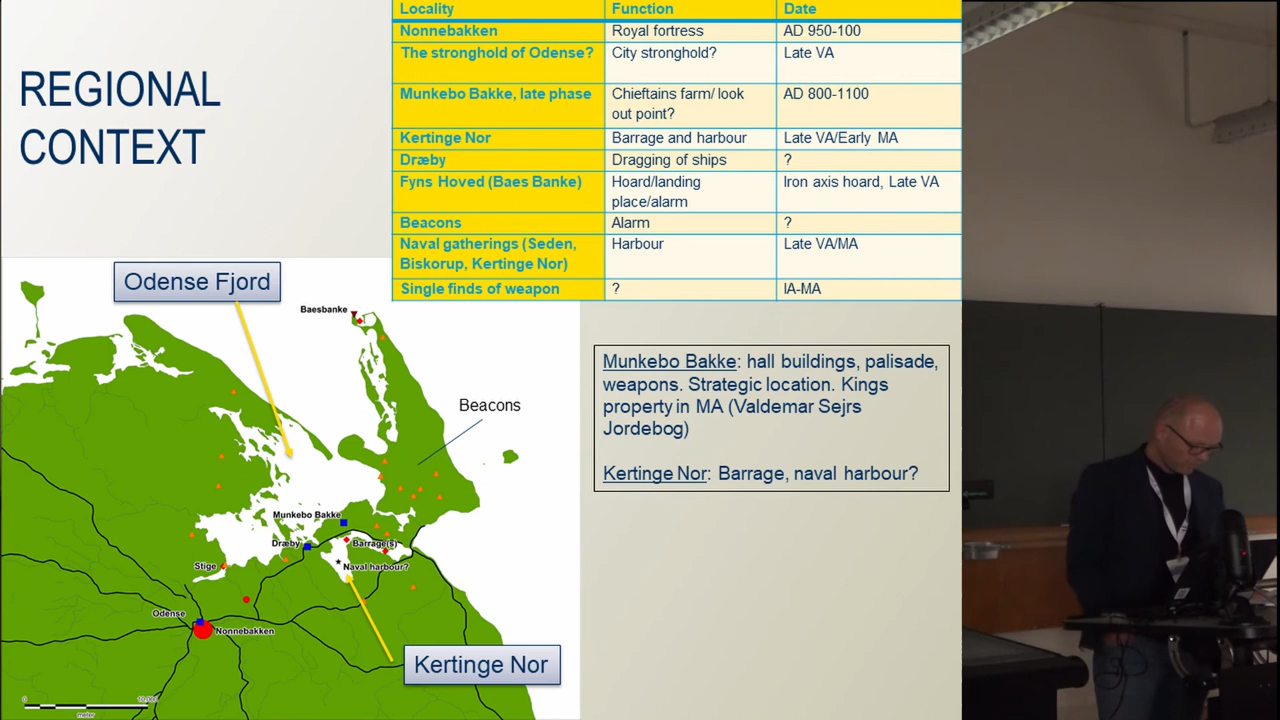 REGIONAL
CONTEXT
Locality Function Date
Nonnebakken Royal fortress AD 950-100
The stronghold of Odense? City stronghold? Late VA
Munkebo Bakke, late phase Chieftains farm/ look AD 800-1100
out point?
Kertinge Nor Barrage and harbour Late VA/Early MA
Dræby Dragging of ships ?
Fyns Hoved (Baes Banke) Hoard/landing Iron axis hoard, Late VA
place/alarm
Beacons Alarm ?
Naval gatherings (Seden, Harbour Late VA/MA
Biskorup, Kertinge Nor)
Single finds of weapon ? IA-MA
Odense Fjord
Baesbanke
Beacons
Munkebo Bakke
Dræby
Barrage(s)
Stige
Naval harbour?
Odense
Nonnebakken
Kertinge Nor
0
meter
Munkebo Bakke: hall buildings, palisade,
weapons. Strategic location. Kings
property in MA (Valdemar Sejrs
Jordebog)
Kertinge Nor: Barrage, naval harbour?